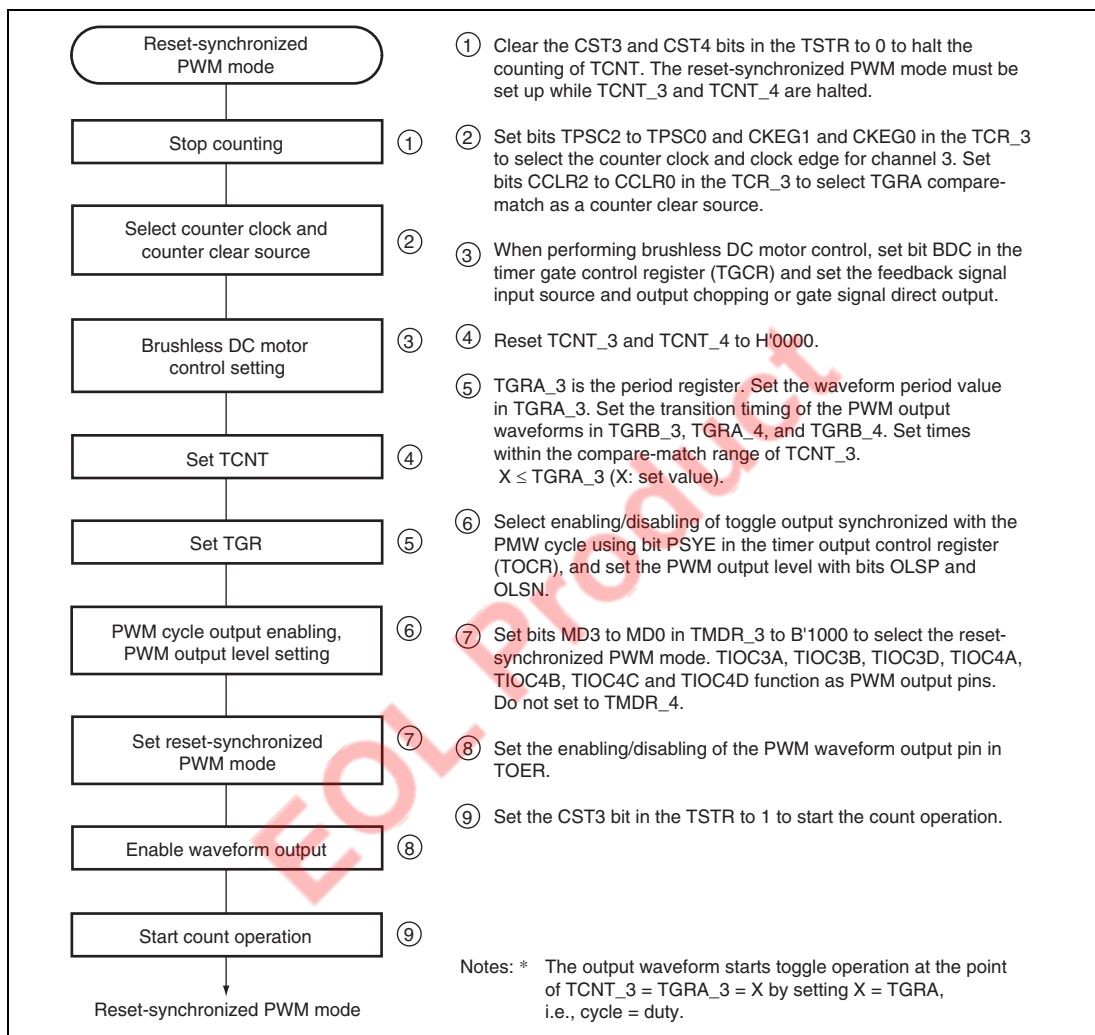 Reset-synchronized
PWM mode
Stop counting
①
Select counter clock and
counter clear source
②
Brushless DC motor
control setting
③
Set TCNT
④
Set TGR
⑤
PWM cycle output enabling,
PWM output level setting
⑥
Set reset-synchronized
PWM mode
⑦
Enable waveform output
⑧
Start count operation
⑨
Reset-synchronized PWM mode
① Clear the CST3 and CST4 bits in the TSTR to 0 to halt the
counting of TCNT. The reset-synchronized PWM mode must be
set up while TCNT_3 and TCNT_4 are halted.
② Set bits TPSC2 to TPSC0 and CKEG1 and CKEG0 in the TCR_3
to select the counter clock and clock edge for channel 3. Set
bits CCLR2 to CCLR0 in the TCR_3 to select TGRA compare-
match as a counter clear source.
③ When performing brushless DC motor control, set bit BDC in the
timer gate control register (TGCR) and set the feedback signal
input source and output chopping or gate signal direct output.
④ Reset TCNT_3 and TCNT_4 to H'0000.
⑤ TGRA_3 is the period register. Set the waveform period value
in TGRA_3. Set the transition timing of the PWM output
waveforms in TGRB_3, TGRA_4, and TGRB_4. Set times
within the compare-match range of TCNT_3.
X ≤ TGRA_3 (X: set value).
⑥ Select enabling/disabling of toggle output synchronized with the
PMW cycle using bit PSYE in the timer output control register
(TOCR), and set the PWM output level with bits OLSP and
OLSN.
⑦ Set bits MD3 to MD0 in TMDR_3 to B'1000 to select the reset-
synchronized PWM mode. TIOC3A, TIOC3B, TIOC3D, TIOC4A,
TIOC4B, TIOC4C and TIOC4D function as PWM output pins.
Do not set to TMDR_4.
⑧ Set the enabling/disabling of the PWM waveform output pin in
TOER.
⑨ Set the CST3 bit in the TSTR to 1 to start the count operation.
Notes: * The output waveform starts toggle operation at the point
of TCNT_3 = TGRA_3 = X by setting X = TGRA,
i.e., cycle = duty.
EOL Product